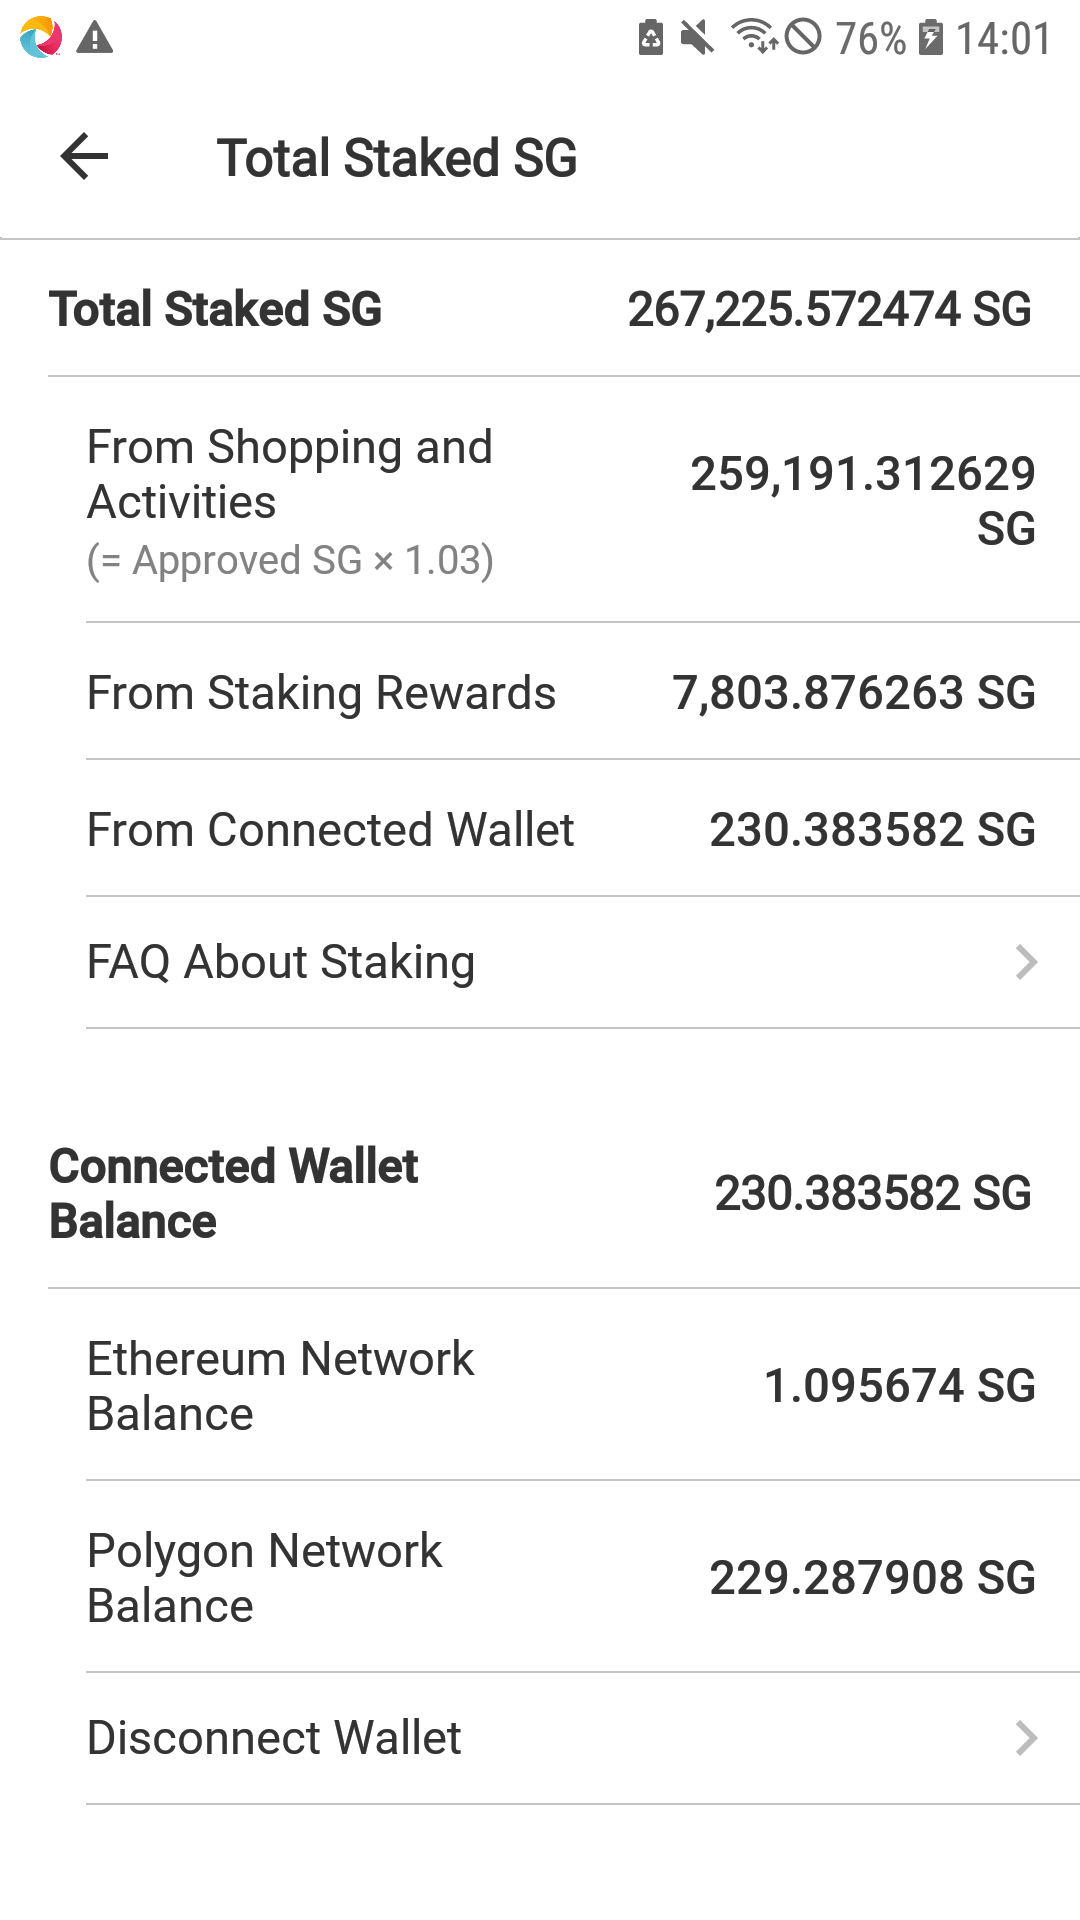 76% 14:01
Total Staked SG
Total Staked SG 267,225.572474 SG
From Shopping and
Activities
259,191.312629
SG
(= Approved SG × 1.03)
From Staking Rewards 7,803.876263 SG
From Connected Wallet 230.383582 SG
FAQ About Staking
Connected Wallet
Balance
230.383582 SG
Ethereum Network
Balance
1.095674 SG
Polygon Network
Balance
229.287908 SG
Disconnect Wallet